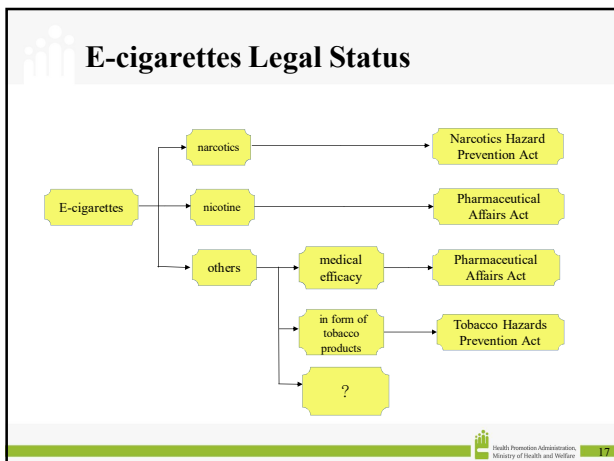 E-cigarettes Legal Status
narcotics
Narcotics Hazard
Prevention Act
E-cigarettes
nicotine
Pharmaceutical
Affairs Act
others
medical
efficacy
Pharmaceutical
Affairs Act
in form of
tobacco
products
Tobacco Hazards
Prevention Act
?
Health Promotion Administration,
Ministry of Health and Welfare
17